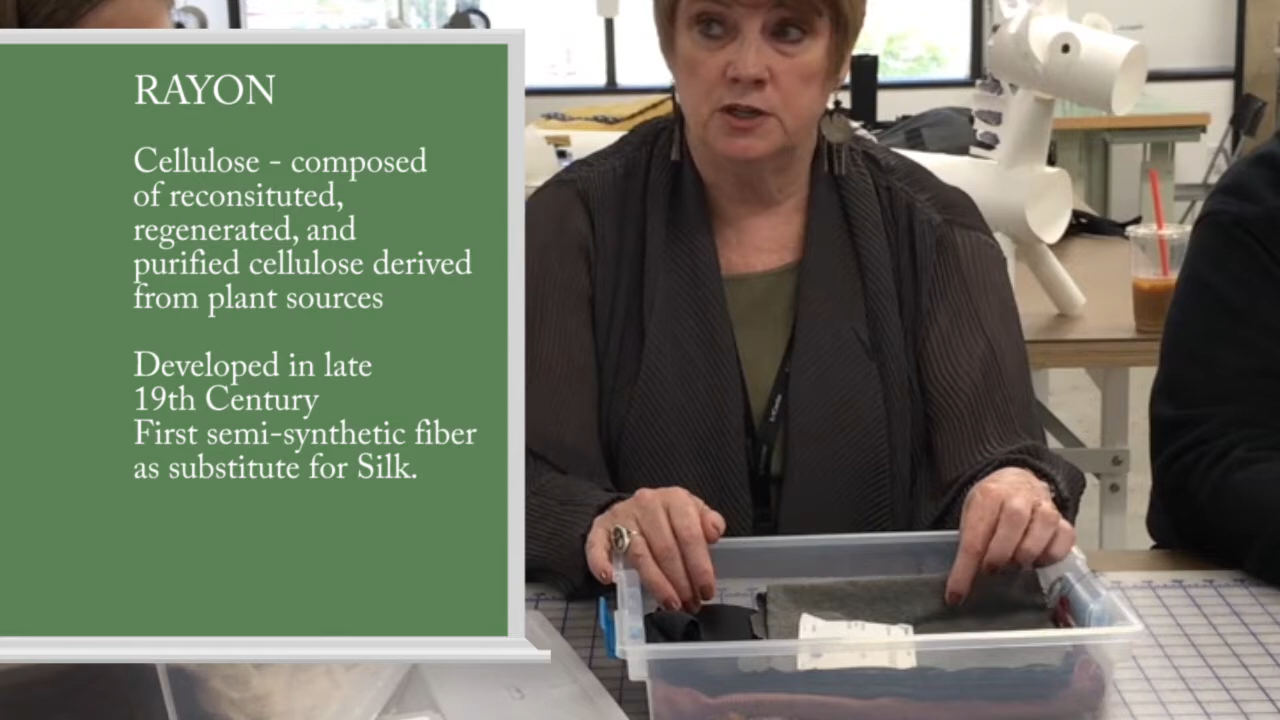 RAYON
Cellulose - composed
of reconsituted,
regenerated, and
purified cellulose derived
from plant sources
Developed in late
19th Century
First semi-synthetic fiber
as substitute for Silk.